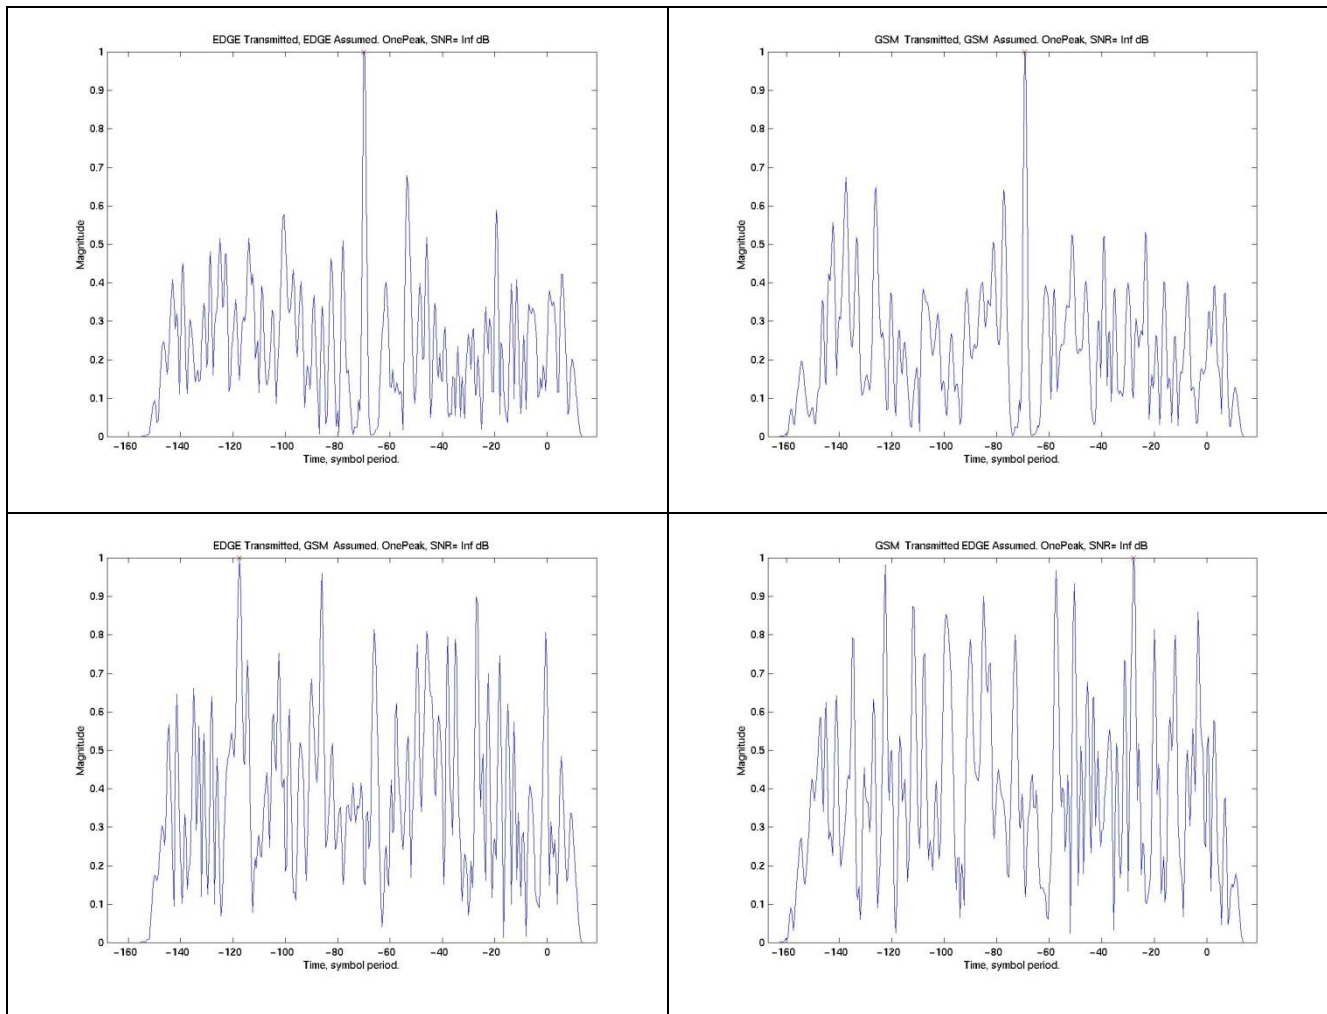 EDGE Transmitted, EDGE Assumed. OnePeak, SNR= Inf dB
1
0.9
0.8
0.7
0.6
0.5
0.4
0.3
0.2
0.1
0
Magnitude
−160 −140 −120 −100 −80 −60 −40 −20 0
Time, symbol period.
GSM Transmitted, GSM Assumed. OnePeak, SNR= Inf dB
1
0.9
0.8
0.7
0.6
0.5
0.4
0.3
0.2
0.1
0
Magnitude
−160 −140 −120 −100 −80 −60 −40 −20 0
Time, symbol period.
EDGE Transmitted, GSM Assumed. OnePeak, SNR= Inf dB
1
0.9
0.8
0.7
0.6
0.5
0.4
0.3
0.2
0.1
0
Magnitude
−160 −140 −120 −100 −80 −60 −40 −20 0
Time, symbol period.
GSM Transmitted EDGE Assumed. OnePeak, SNR= Inf dB
1
0.9
0.8
0.7
0.6
0.5
0.4
0.3
0.2
0.1
0
Magnitude
−160 −140 −120 −100 −80 −60 −40 −20 0
Time, symbol period.